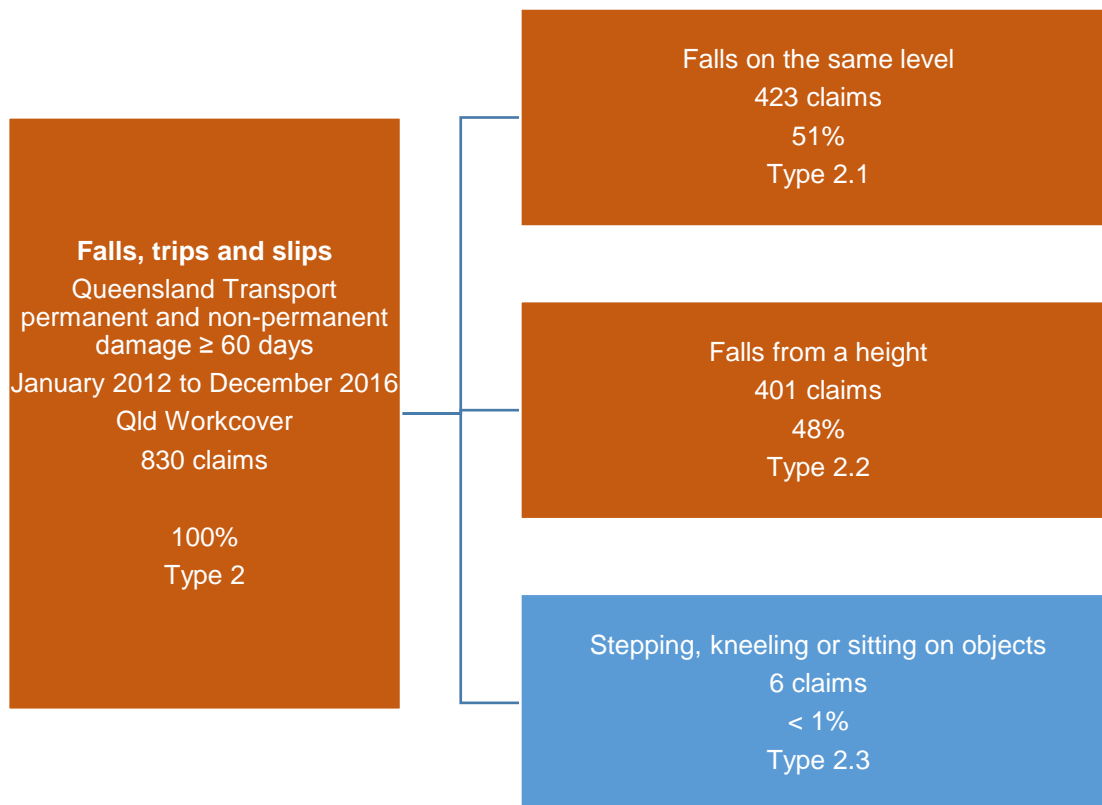 Falls, trips and slips
Queensland Transport
permanent and non-permanent
damage ≥ 60 days
January 2012 to December 2016
Qld Workcover
830 claims
100%
Type 2
Falls on the same level
423 claims
51%
Type 2.1
Falls from a height
401 claims
48%
Type 2.2
Stepping, kneeling or sitting on objects
6 claims
< 1%
Type 2.3